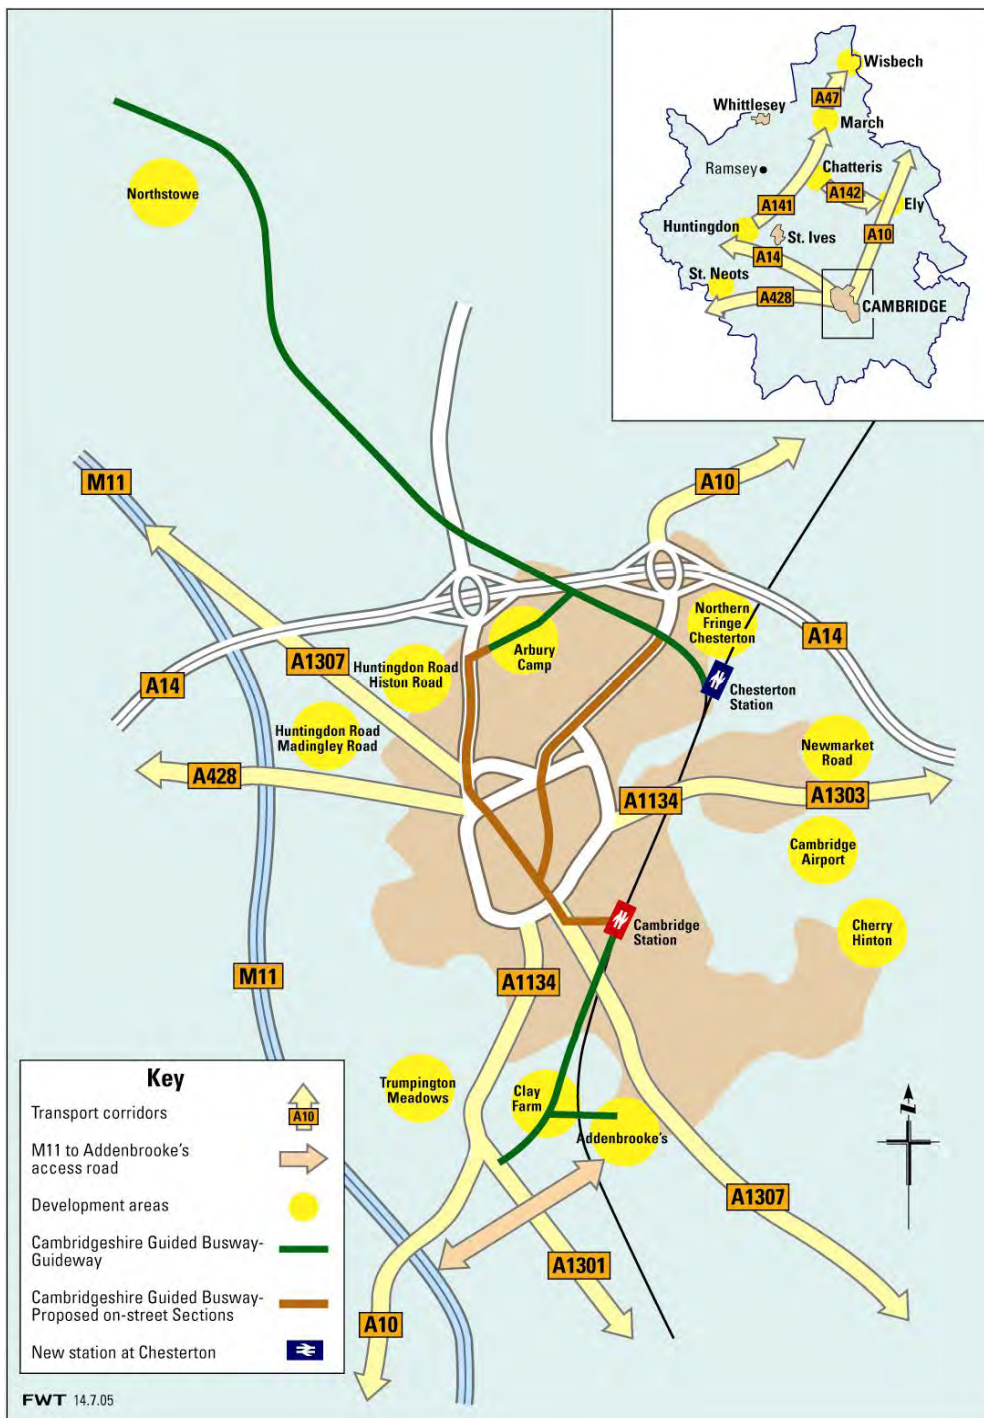 Wisbech
A47
Whittlesey
March
Ramsey
Chatteris
A142
A141
Ely
Huntingdon
St. Ives
A10
A14
St. Neots
A428
CAMBRIDGE
Northstowe
M11
A10
Northern
Fringe
Chesterton
A14
A1307
Arbury
Camp
Huntingdon Road
Histon Road
A14
Chesterton
Station
Huntingdon Road
Madingley Road
Newmarket
Road
A428
A1134
A1303
Cambridge
Airport
Cambridge
Station
Cherry
Hinton
M11
A1134
Trumpington
Meadows
Clay
Farm
Addenbrooke's
A1307
A1301
A10
Key
Transport corridors
A10
M11 to Addenbrooke's
access road
Development areas
Cambridgeshire Guided Busway-
Guideway
Cambridgeshire Guided Busway-
Proposed on-street Sections
New station at Chesterton
FWT 14.7.05